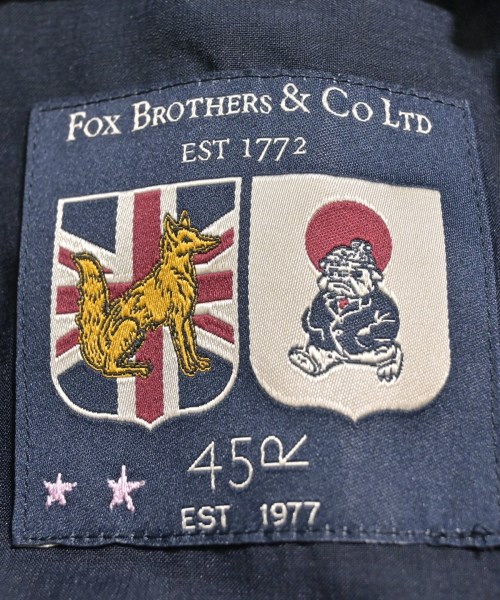 FOX BROTHERS & CO LTD
EST 1772
45R
EST 1977